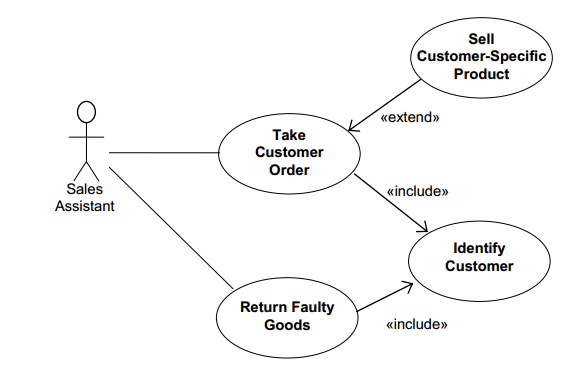 Sell
Customer-Specific
Product
«extend»
Take
Customer
Order
«include»
Sales
Assistant
Identify
Customer
Return Faulty
Goods
«include»